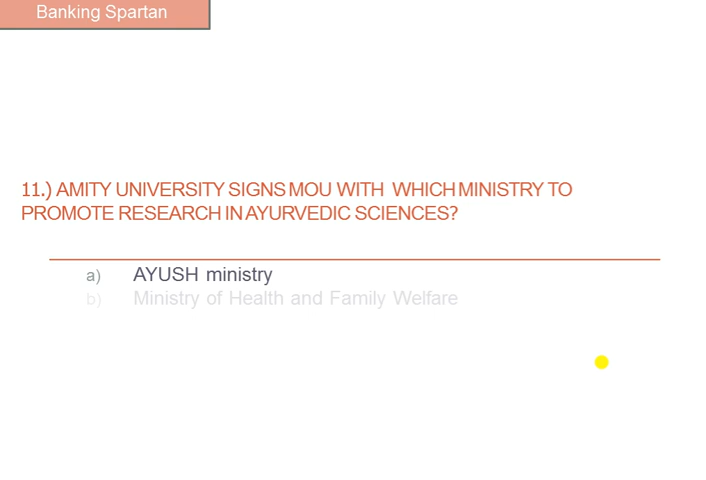 Banking Spartan
11.) AMITY UNIVERSITY SIGNS MOU WITH WHICH MINISTRY TO
PROMOTE RESEARCH IN AYURVEDIC SCIENCES?
a) AYUSH ministry
b) Ministry of Health and Family Welfare